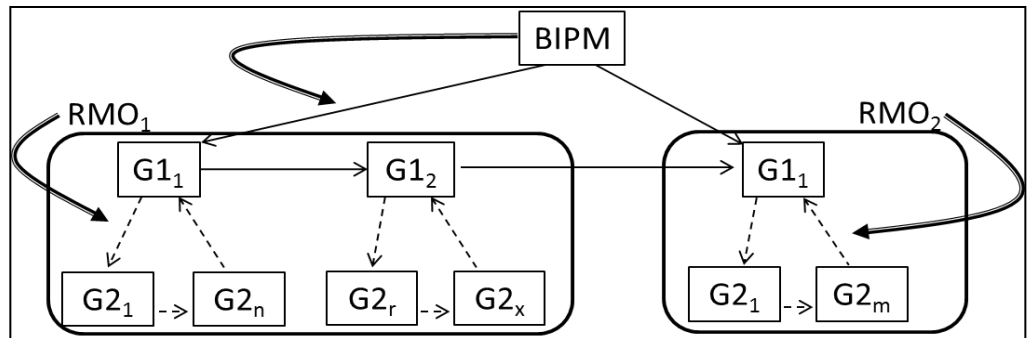 BIPM
RMO₁ RMO₂
G1₁ G1₂ G1₁
G2₁ G2ₙ G2ᵣ G2ₓ G2₁ G2ₘ